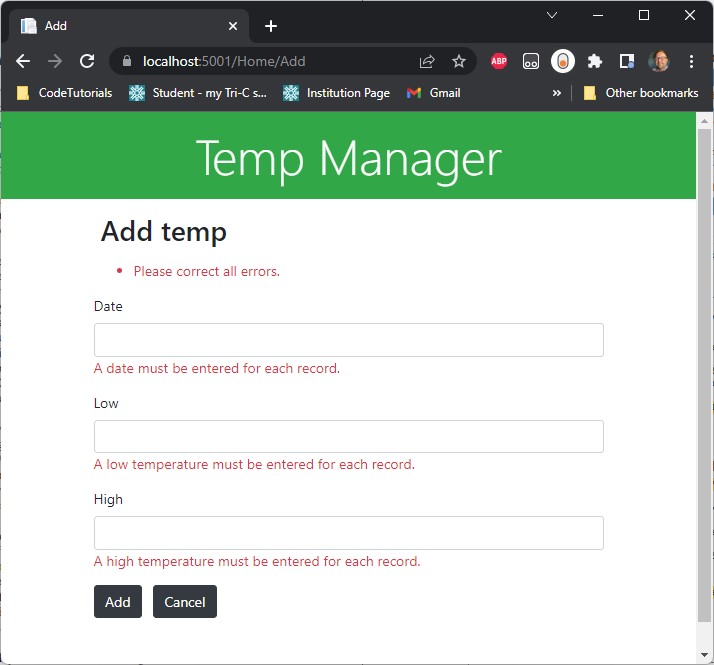 Add
localhost:5001/Home/Add
ABP
CodeTutorials
Student - my Tri-C s...
Institution Page
Gmail
»
Other bookmarks
Temp Manager
Add temp
• Please correct all errors.
Date
A date must be entered for each record.
Low
A low temperature must be entered for each record.
High
A high temperature must be entered for each record.
Add
Cancel